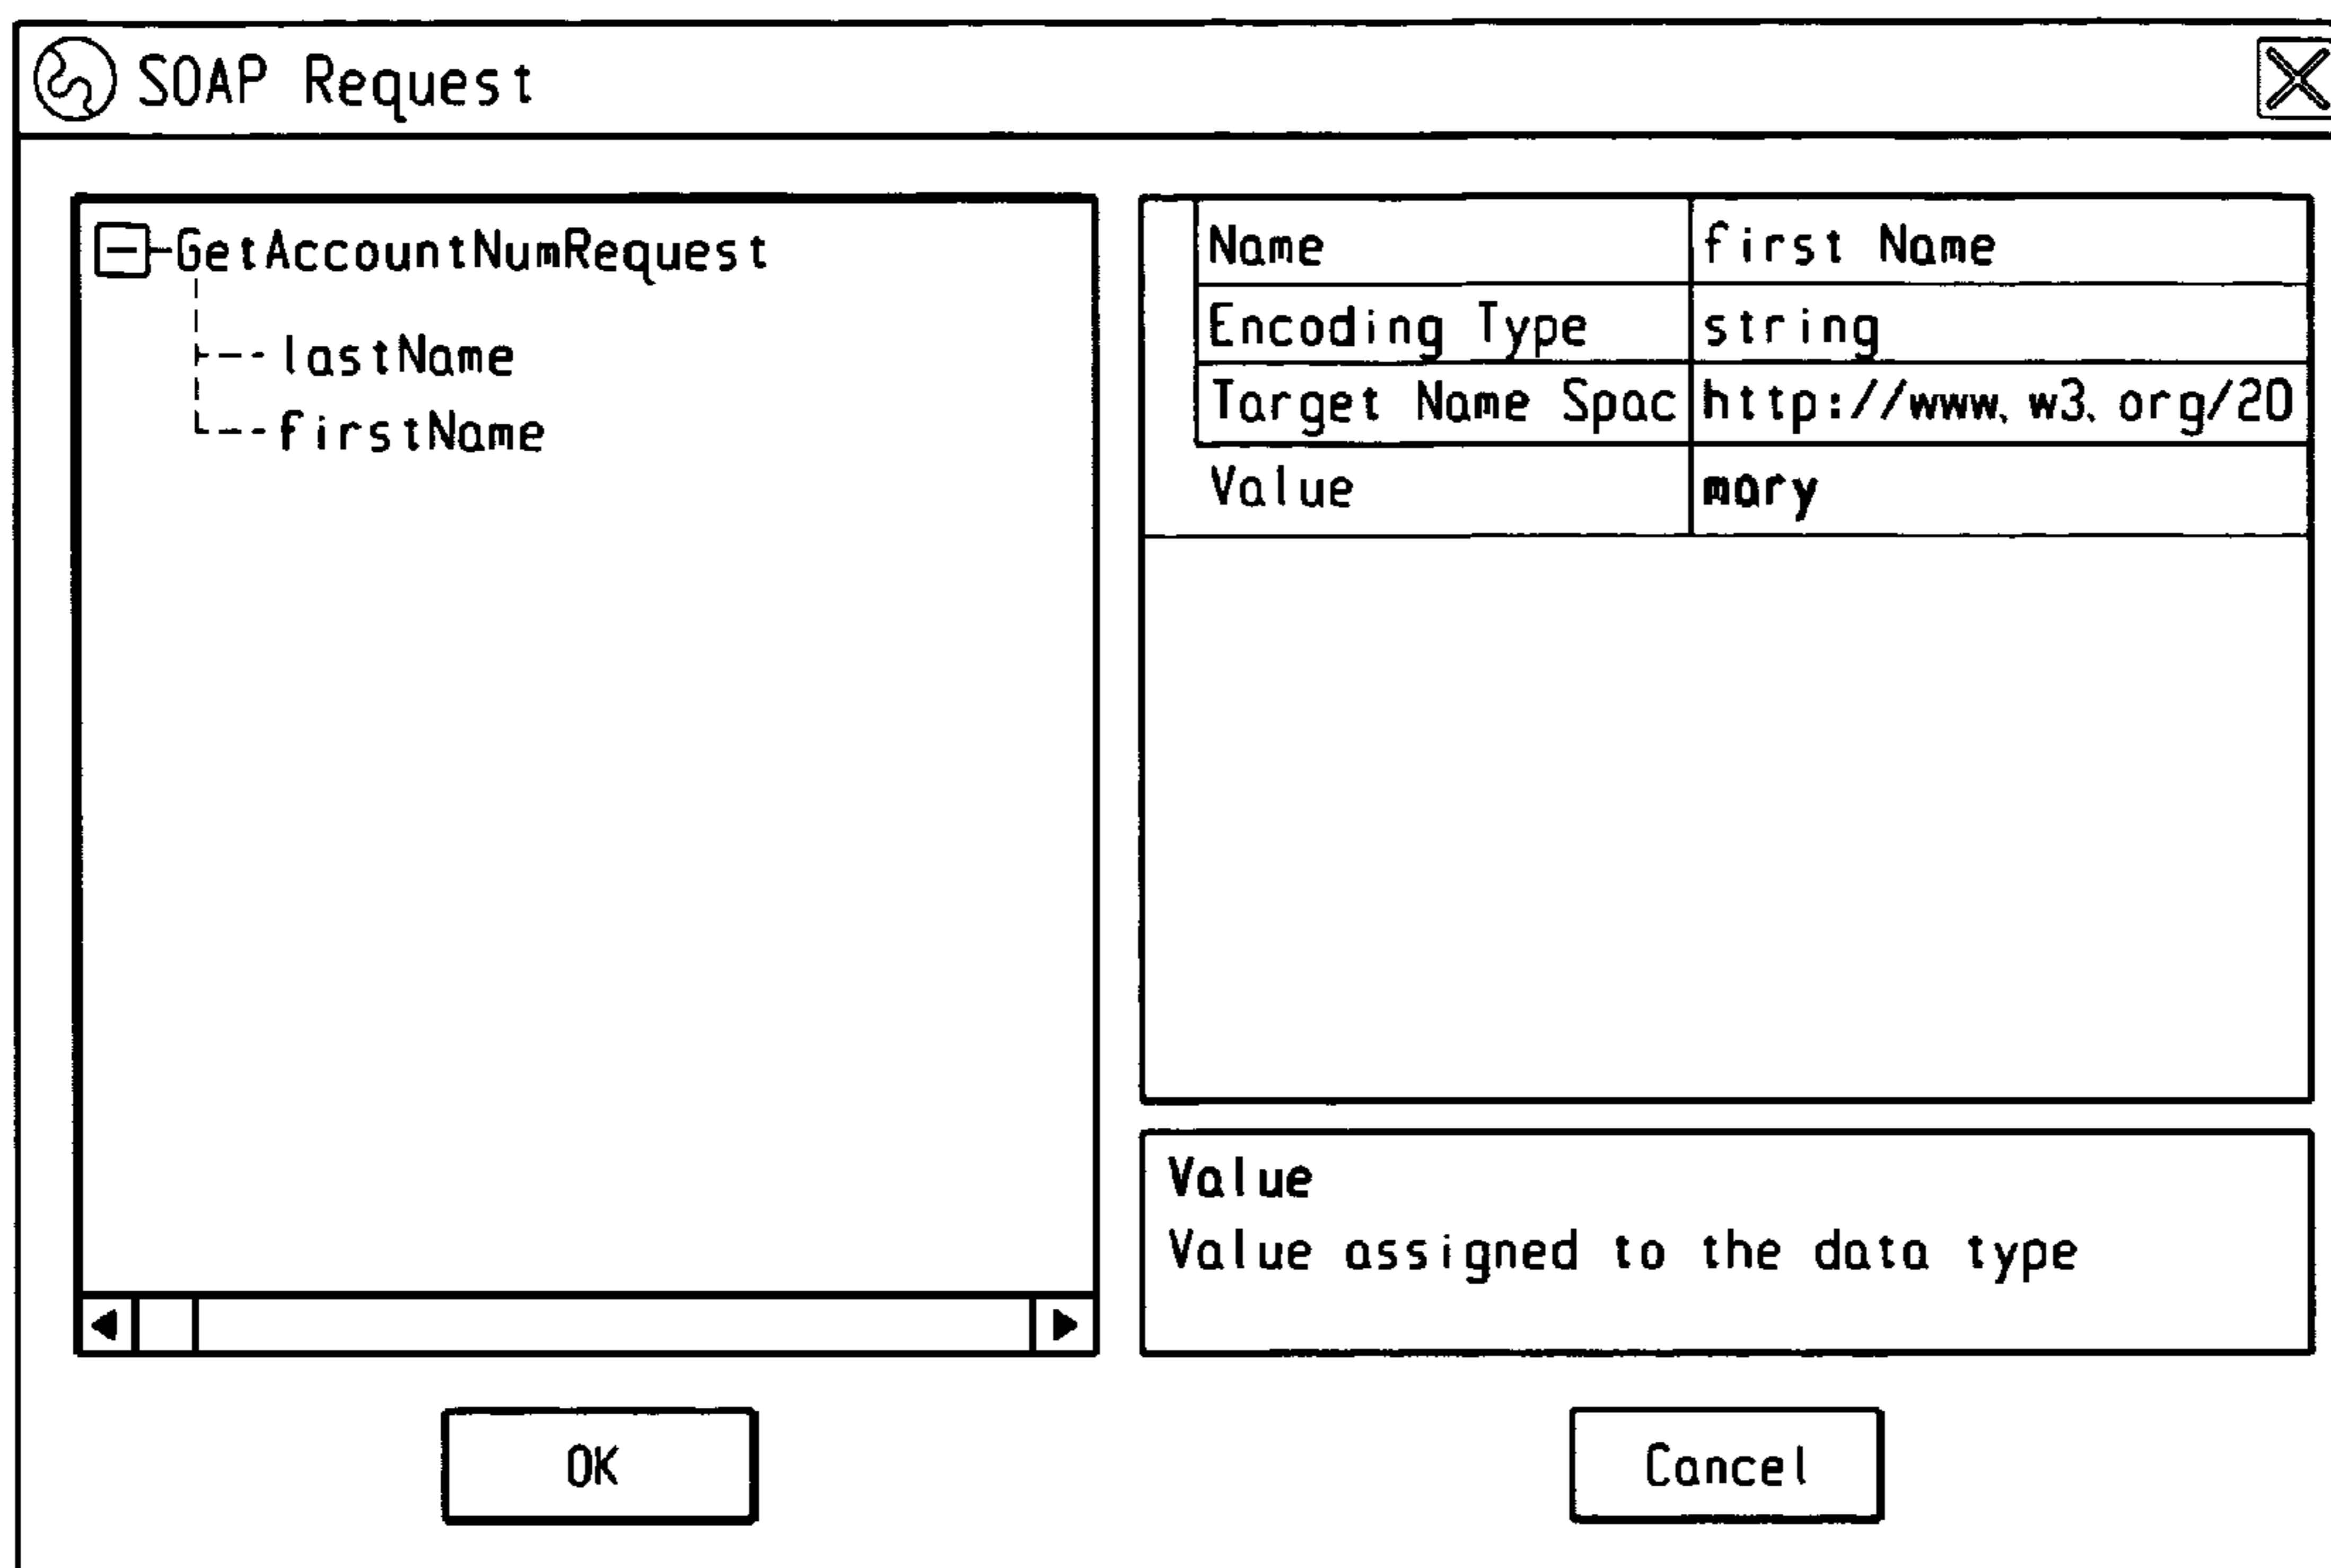 SOAP Request
GetAccountNumRequest
lastName
firstName
Name first Name
Encoding Type string
Target Name Spac http://www.w3.org/20
Value mary
Value
Value assigned to the data type
OK
Cancel